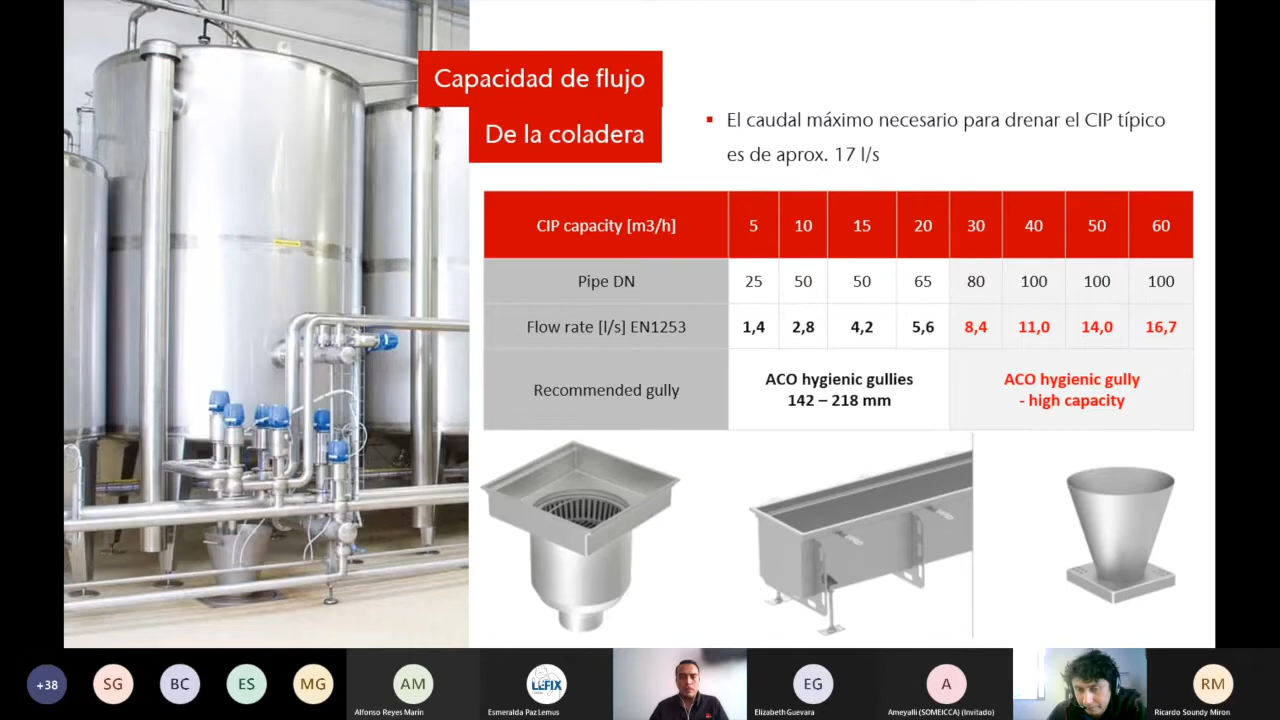 Capacidad de flujo
De la coladera
▪ El caudal máximo necesario para drenar el CIP típico
es de aprox. 17 l/s
CIP capacity [m3/h] 5 10 15 20 30 40 50 60
Pipe DN 25 50 50 65 80 100 100 100
Flow rate [l/s] EN1253 1,4 2,8 4,2 5,6 8,4 11,0 14,0 16,7
Recommended gully
ACO hygienic gullies
142 – 218 mm
ACO hygienic gully
- high capacity
+38 SG BC ES MG AM LEFIX EG A RM
Alfonso Reyes Marin Esmeralda Paz Lemus Elizabeth Guevara Ameyalli (SOMEICCA) (Invitado) Ricardo Soundy Miron